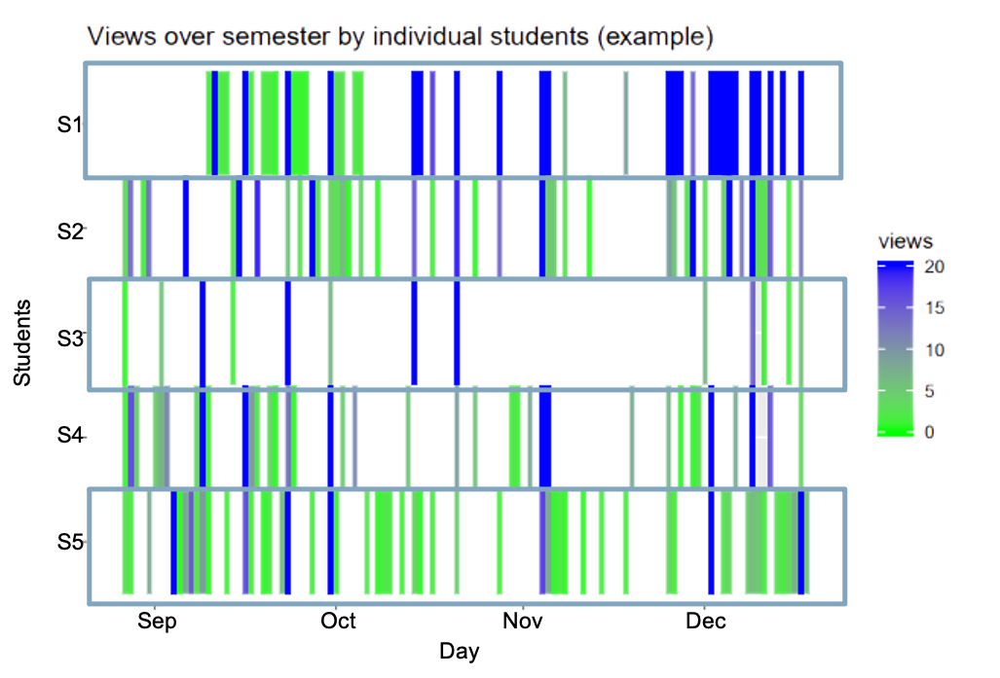 Views over semester by individual students (example)
S1
S2
S3
S4
S5
Students
Sep Oct Nov Dec
Day
views
20
15
10
5
0